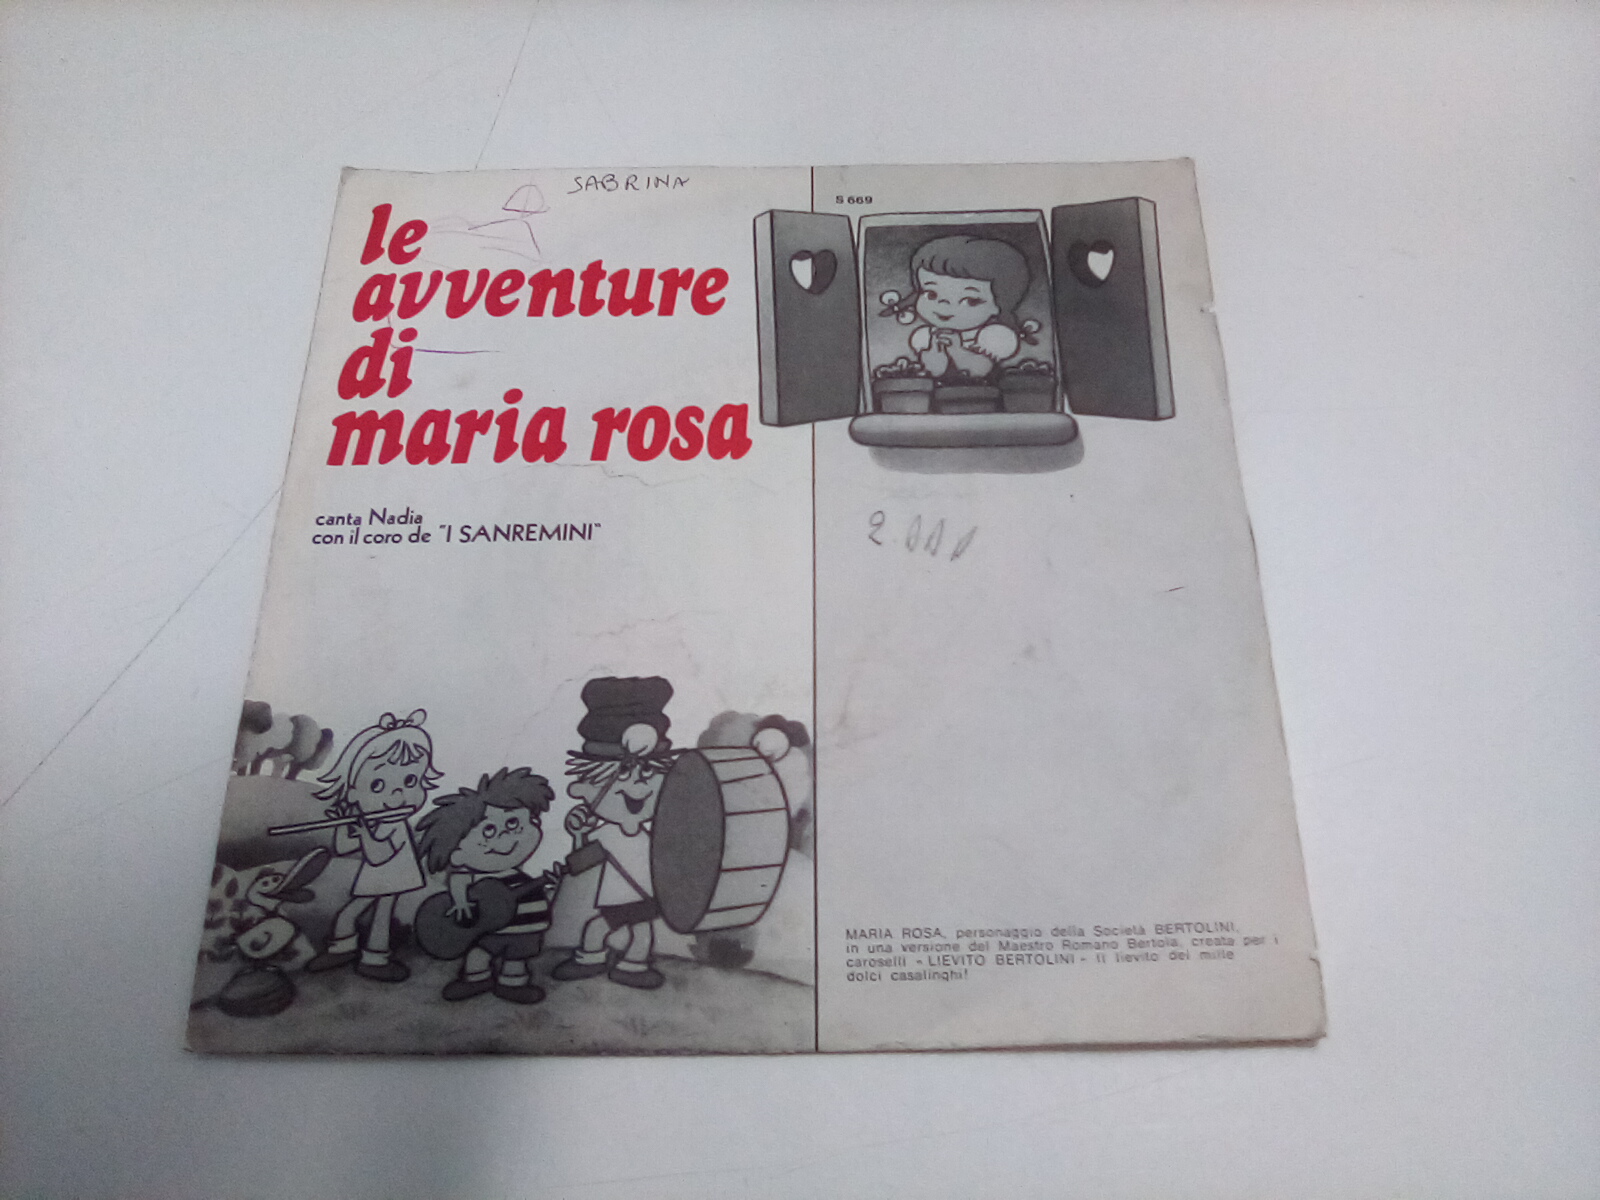 SABRINA
le
avventure
di
maria rosa
canta Nadia
con il coro de "I SANREMINI"
S 669
2.000
MARIA ROSA, personaggio della Società BERTOLINI,
in una versione del Maestro Romano Bertola, creata per i
caroselli - LIEVITO BERTOLINI - Il lievito dei mille
dolci casalinghi!